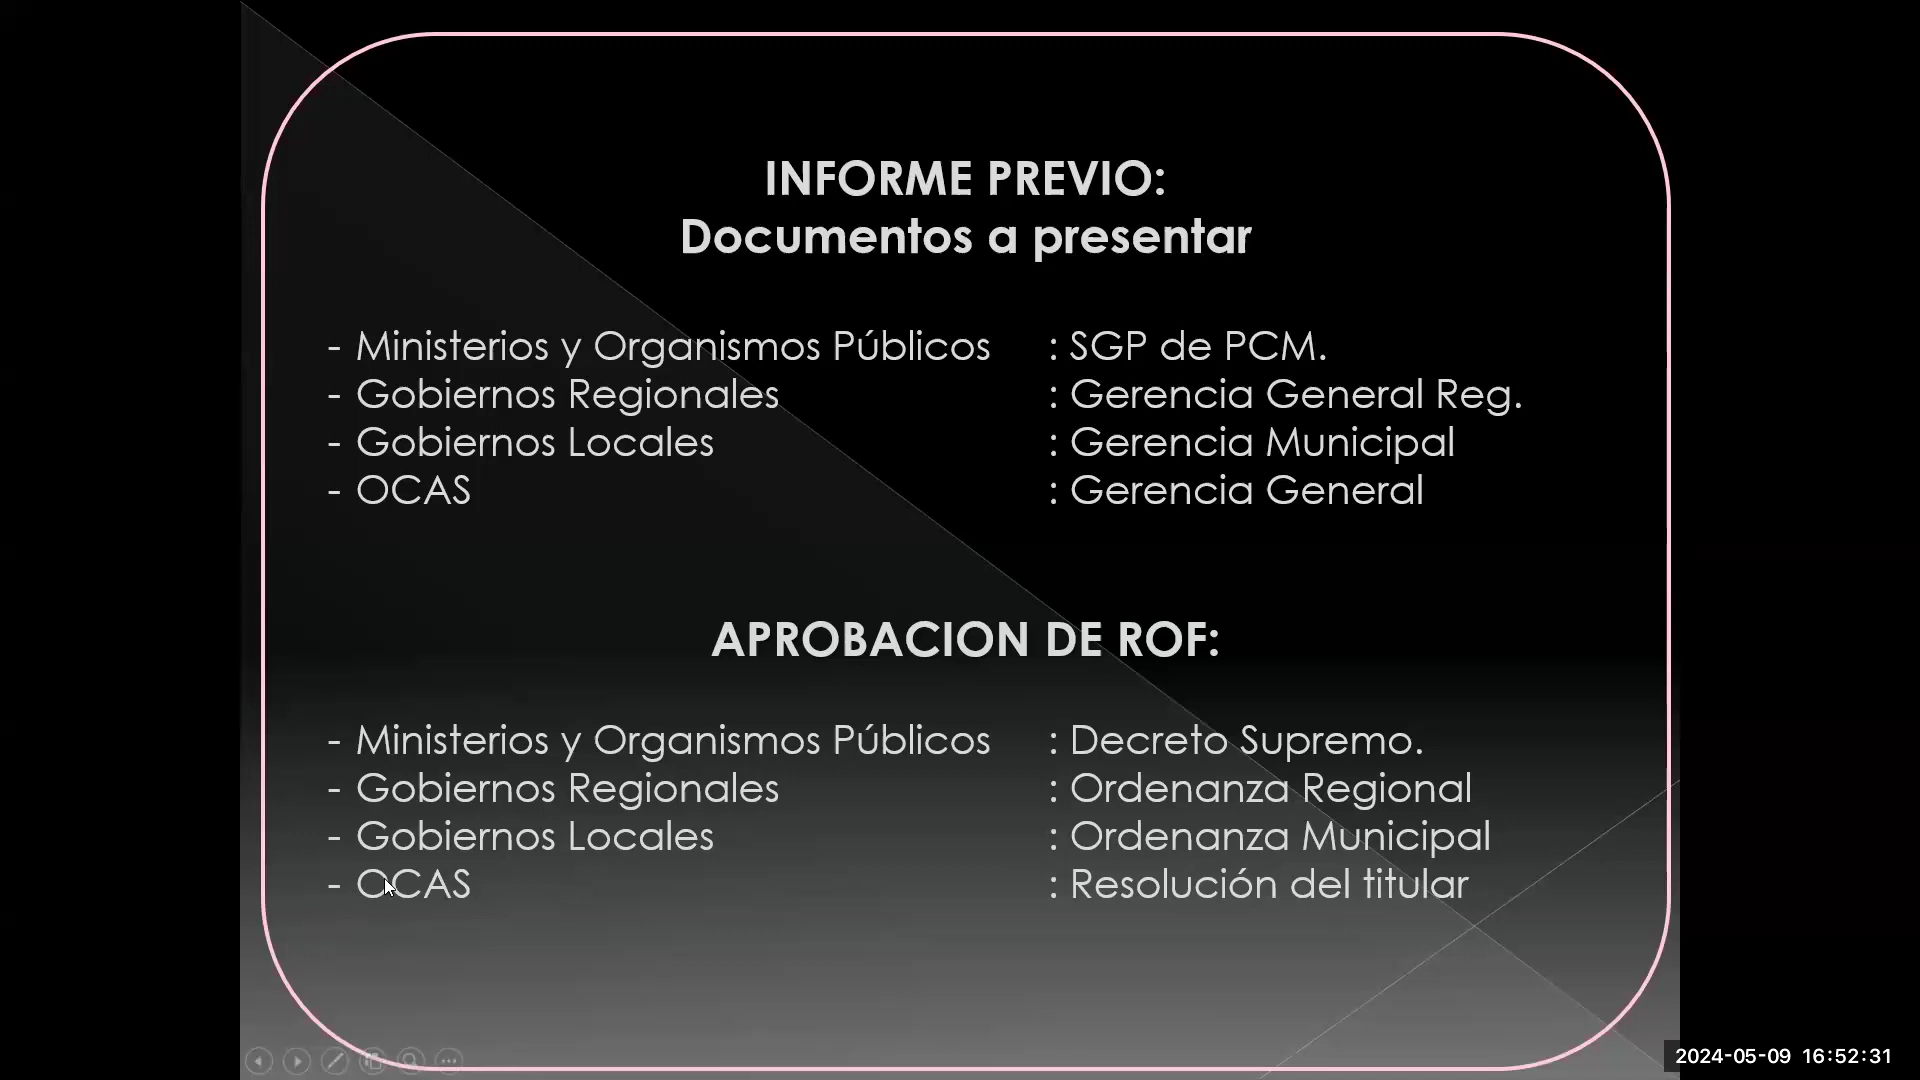 INFORME PREVIO:
Documentos a presentar
- Ministerios y Organismos Públicos : SGP de PCM.
- Gobiernos Regionales : Gerencia General Reg.
- Gobiernos Locales : Gerencia Municipal
- OCAS : Gerencia General
APROBACION DE ROF:
- Ministerios y Organismos Públicos : Decreto Supremo.
- Gobiernos Regionales : Ordenanza Regional
- Gobiernos Locales : Ordenanza Municipal
- OCAS : Resolución del titular
2024-05-09 16:52:31